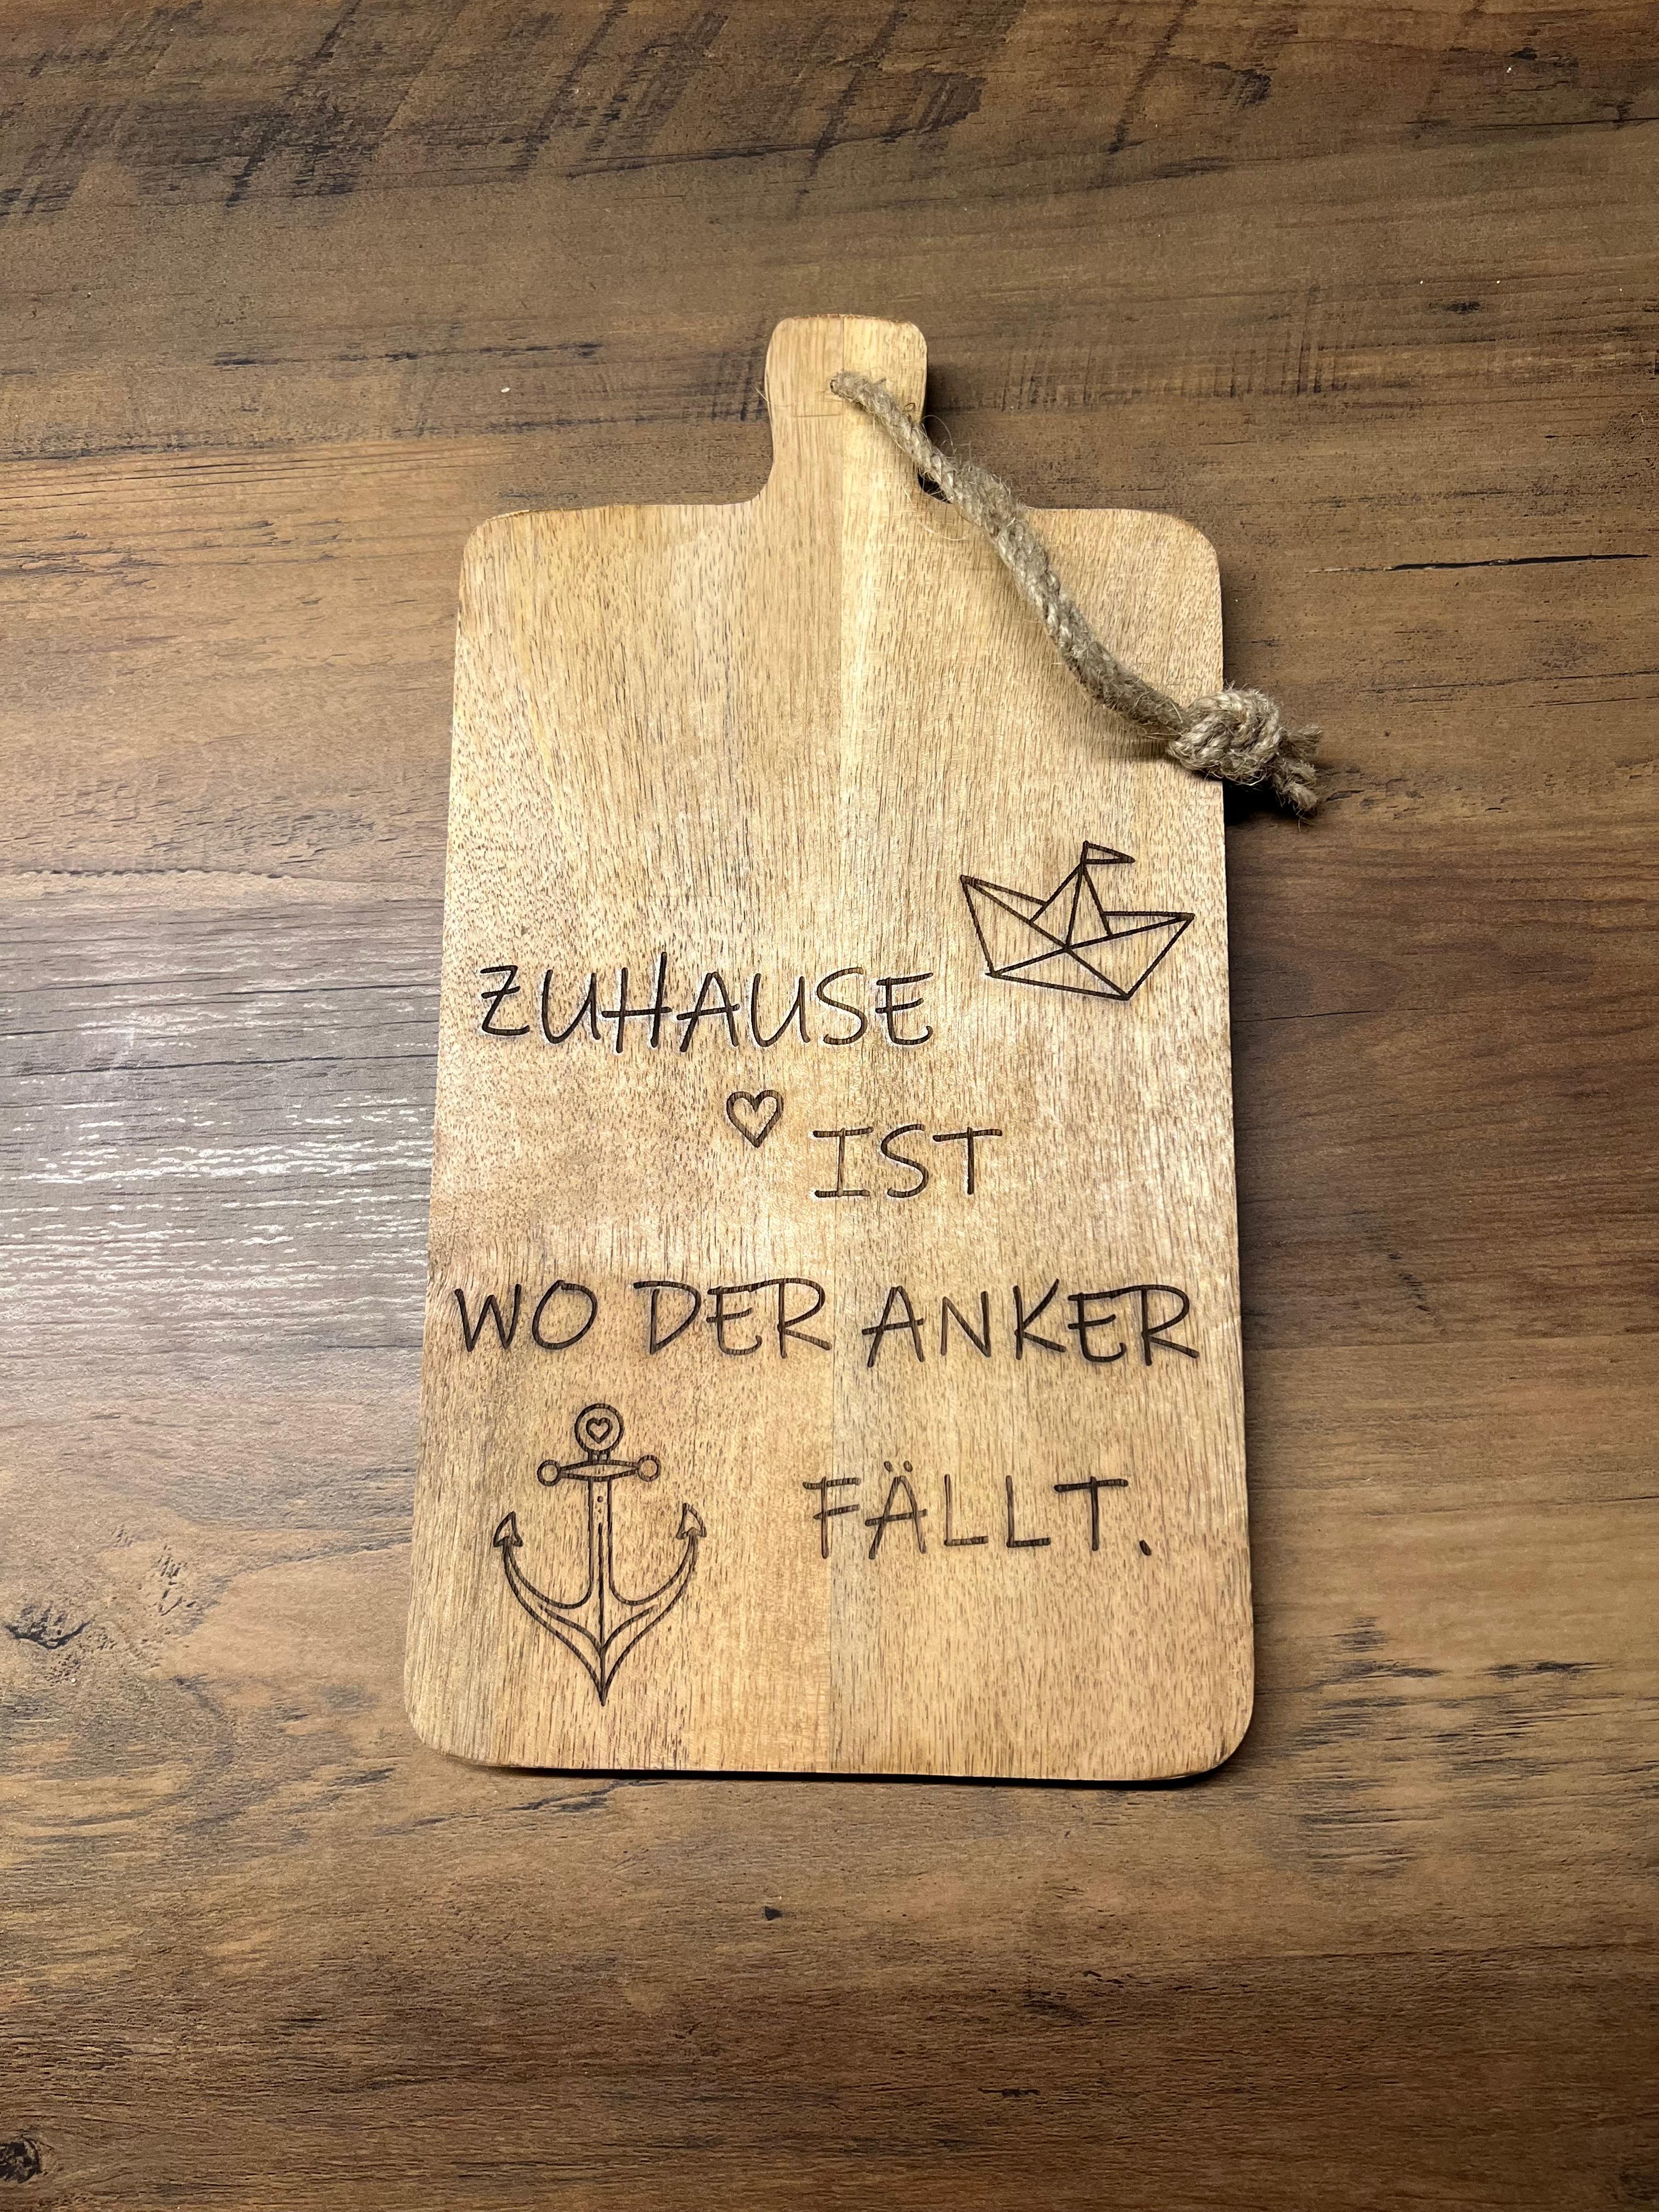 ZUHAUSE
IST
WO DER ANKER
FÄLLT.